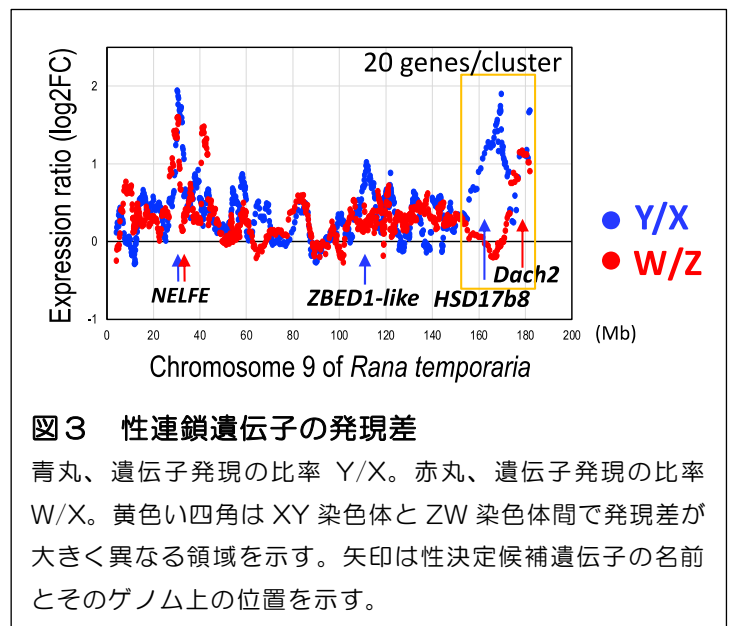 20 genes/cluster
Expression ratio (log2FC)
2
1
0
-1
NELFE
ZBED1-like
HSD17b8
Dach2
Y/X
W/Z
0
20
40
60
80
100
120
140
160
180
200
(Mb)
Chromosome 9 of Rana temporaria
図3 性連鎖遺伝子の発現差
青丸、遺伝子発現の比率 Y/X。赤丸、遺伝子発現の比率
W/X。黄色い四角は XY 染色体と ZW 染色体間で発現差が
大きく異なる領域を示す。矢印は性決定候補遺伝子の名前
とそのゲノム上の位置を示す。